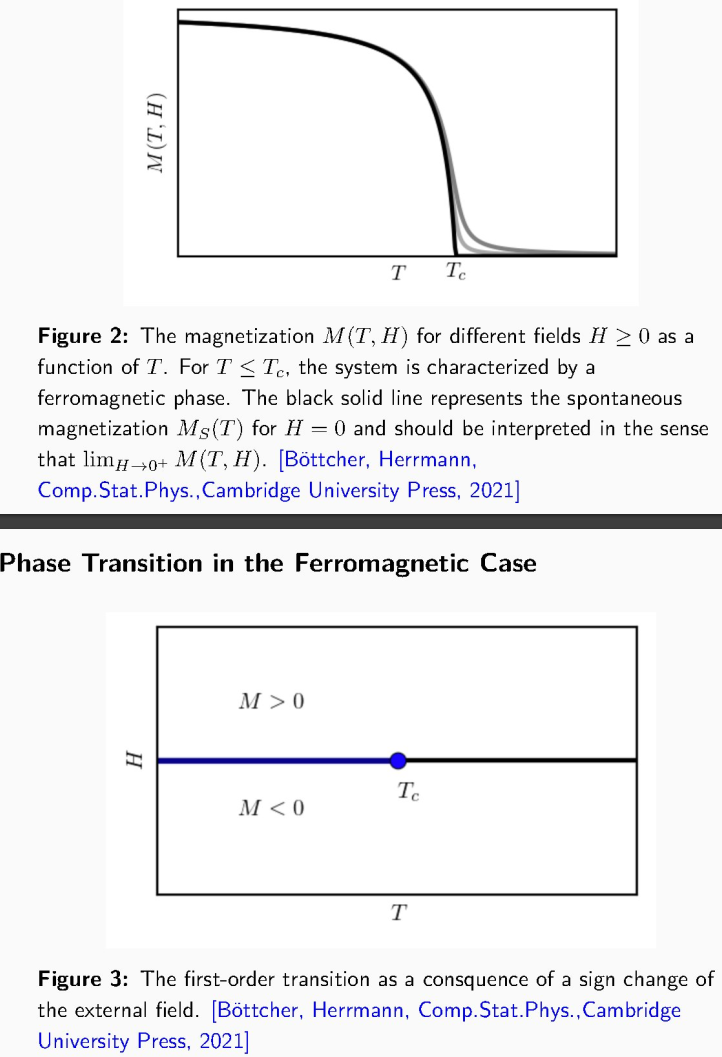 M(T, H)
T
T_c
Figure 2: The magnetization M(T, H) for different fields H ≥ 0 as a
function of T. For T ≤ T_c, the system is characterized by a
ferromagnetic phase. The black solid line represents the spontaneous
magnetization M_S(T) for H = 0 and should be interpreted in the sense
that lim_{H→0⁺} M(T, H). [Böttcher, Herrmann,
Comp.Stat.Phys.,Cambridge University Press, 2021]
Phase Transition in the Ferromagnetic Case
M > 0
H
T_c
M < 0
T
Figure 3: The first-order transition as a consquence of a sign change of
the external field. [Böttcher, Herrmann, Comp.Stat.Phys.,Cambridge
University Press, 2021]